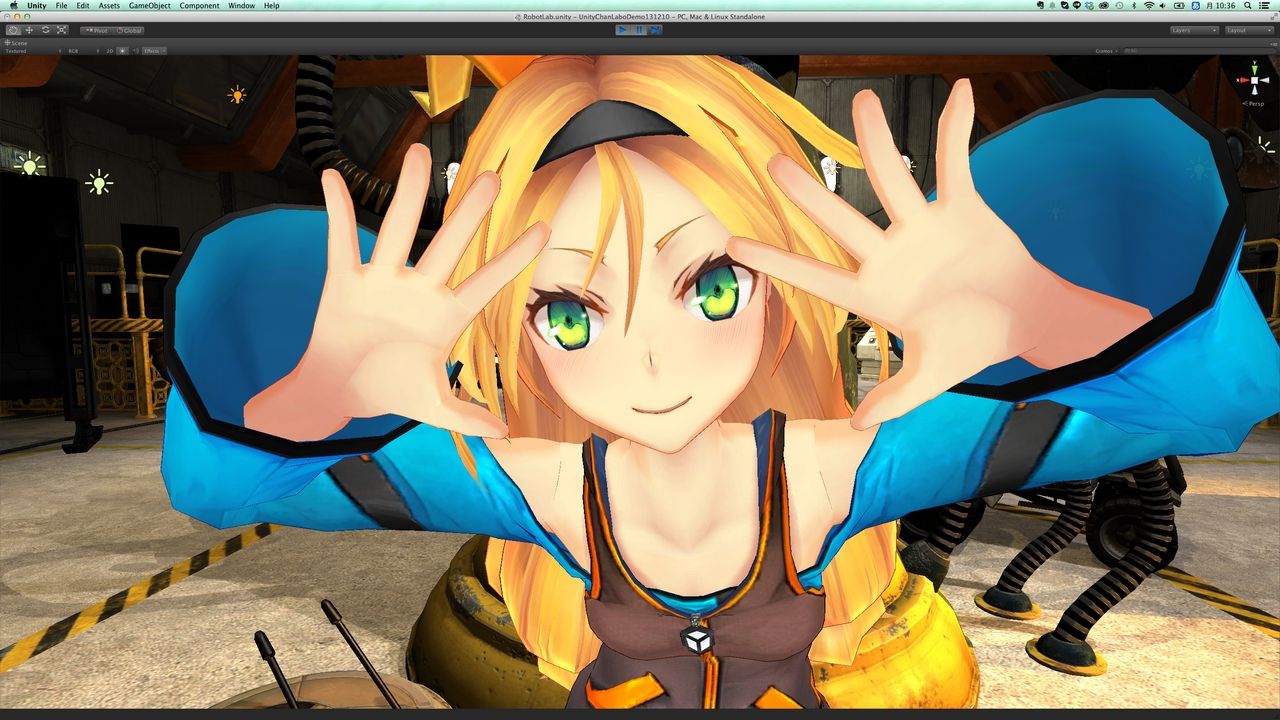 Unity File Edit Assets GameObject Component Window Help 月 10:36
RobotLab.unity - UnityChanLaboDemo131210 - PC, Mac & Linux Standalone
Pivot Global Layers Layout
Scene
Textured RGB 2D Effects Gizmos
y
x
Persp